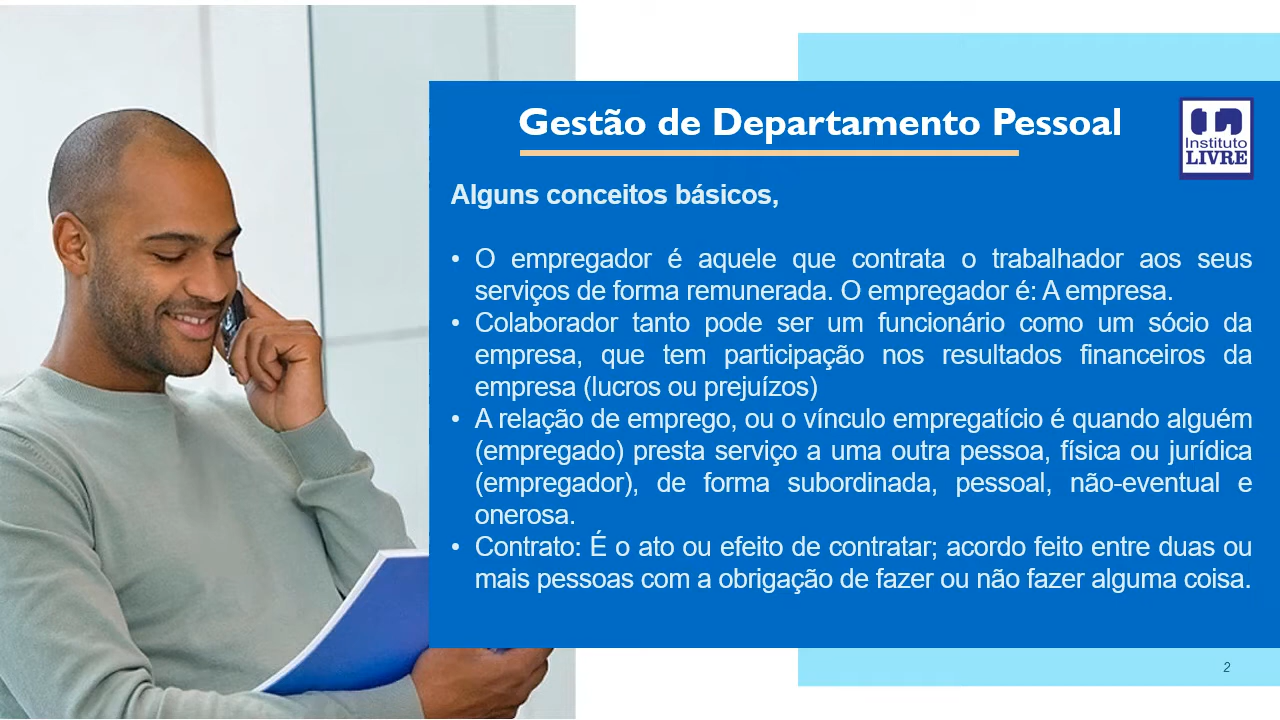 Gestão de Departamento Pessoal
Instituto
LIVRE
Alguns conceitos básicos,
• O empregador é aquele que contrata o trabalhador aos seus
serviços de forma remunerada. O empregador é: A empresa.
• Colaborador tanto pode ser um funcionário como um sócio da
empresa, que tem participação nos resultados financeiros da
empresa (lucros ou prejuízos)
• A relação de emprego, ou o vínculo empregatício é quando alguém
(empregado) presta serviço a uma outra pessoa, física ou jurídica
(empregador), de forma subordinada, pessoal, não-eventual e
onerosa.
• Contrato: É o ato ou efeito de contratar; acordo feito entre duas ou
mais pessoas com a obrigação de fazer ou não fazer alguma coisa.
2